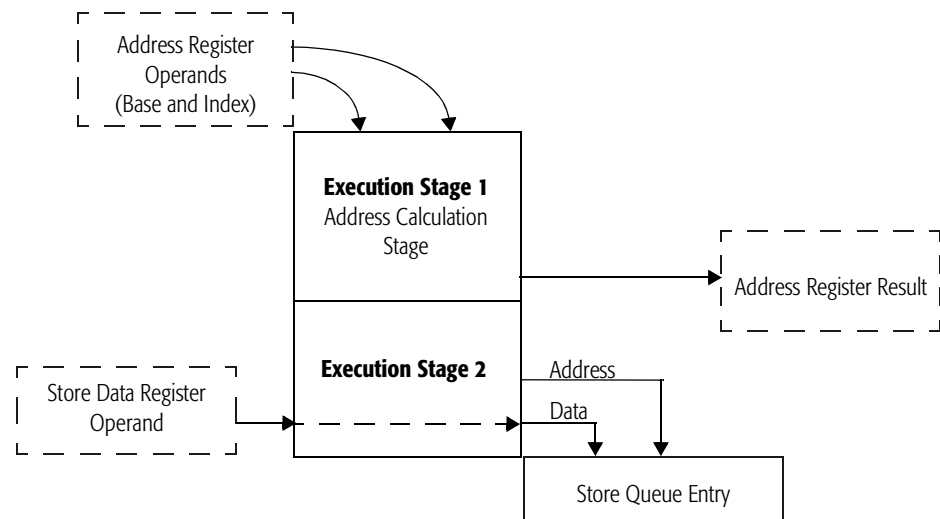 Address Register
Operands
(Base and Index)
Execution Stage 1
Address Calculation
Stage
Address Register Result
Execution Stage 2
Address
Store Data Register
Operand
Data
Store Queue Entry